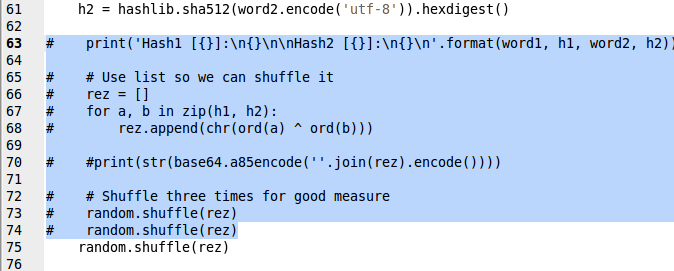 61 h2 = hashlib.sha512(word2.encode('utf-8')).hexdigest()
62
63 #    print('Hash1 [{}]:\n{}\n\nHash2 [{}]:\n{}\n'.format(word1, h1, word2, h2))
64
65 #    # Use list so we can shuffle it
66 #    rez = []
67 #    for a, b in zip(h1, h2):
68 #        rez.append(chr(ord(a) ^ ord(b)))
69
70 #    #print(str(base64.a85encode(''.join(rez).encode())))
71
72 #    # Shuffle three times for good measure
73 #    random.shuffle(rez)
74 #    random.shuffle(rez)
75     random.shuffle(rez)
76